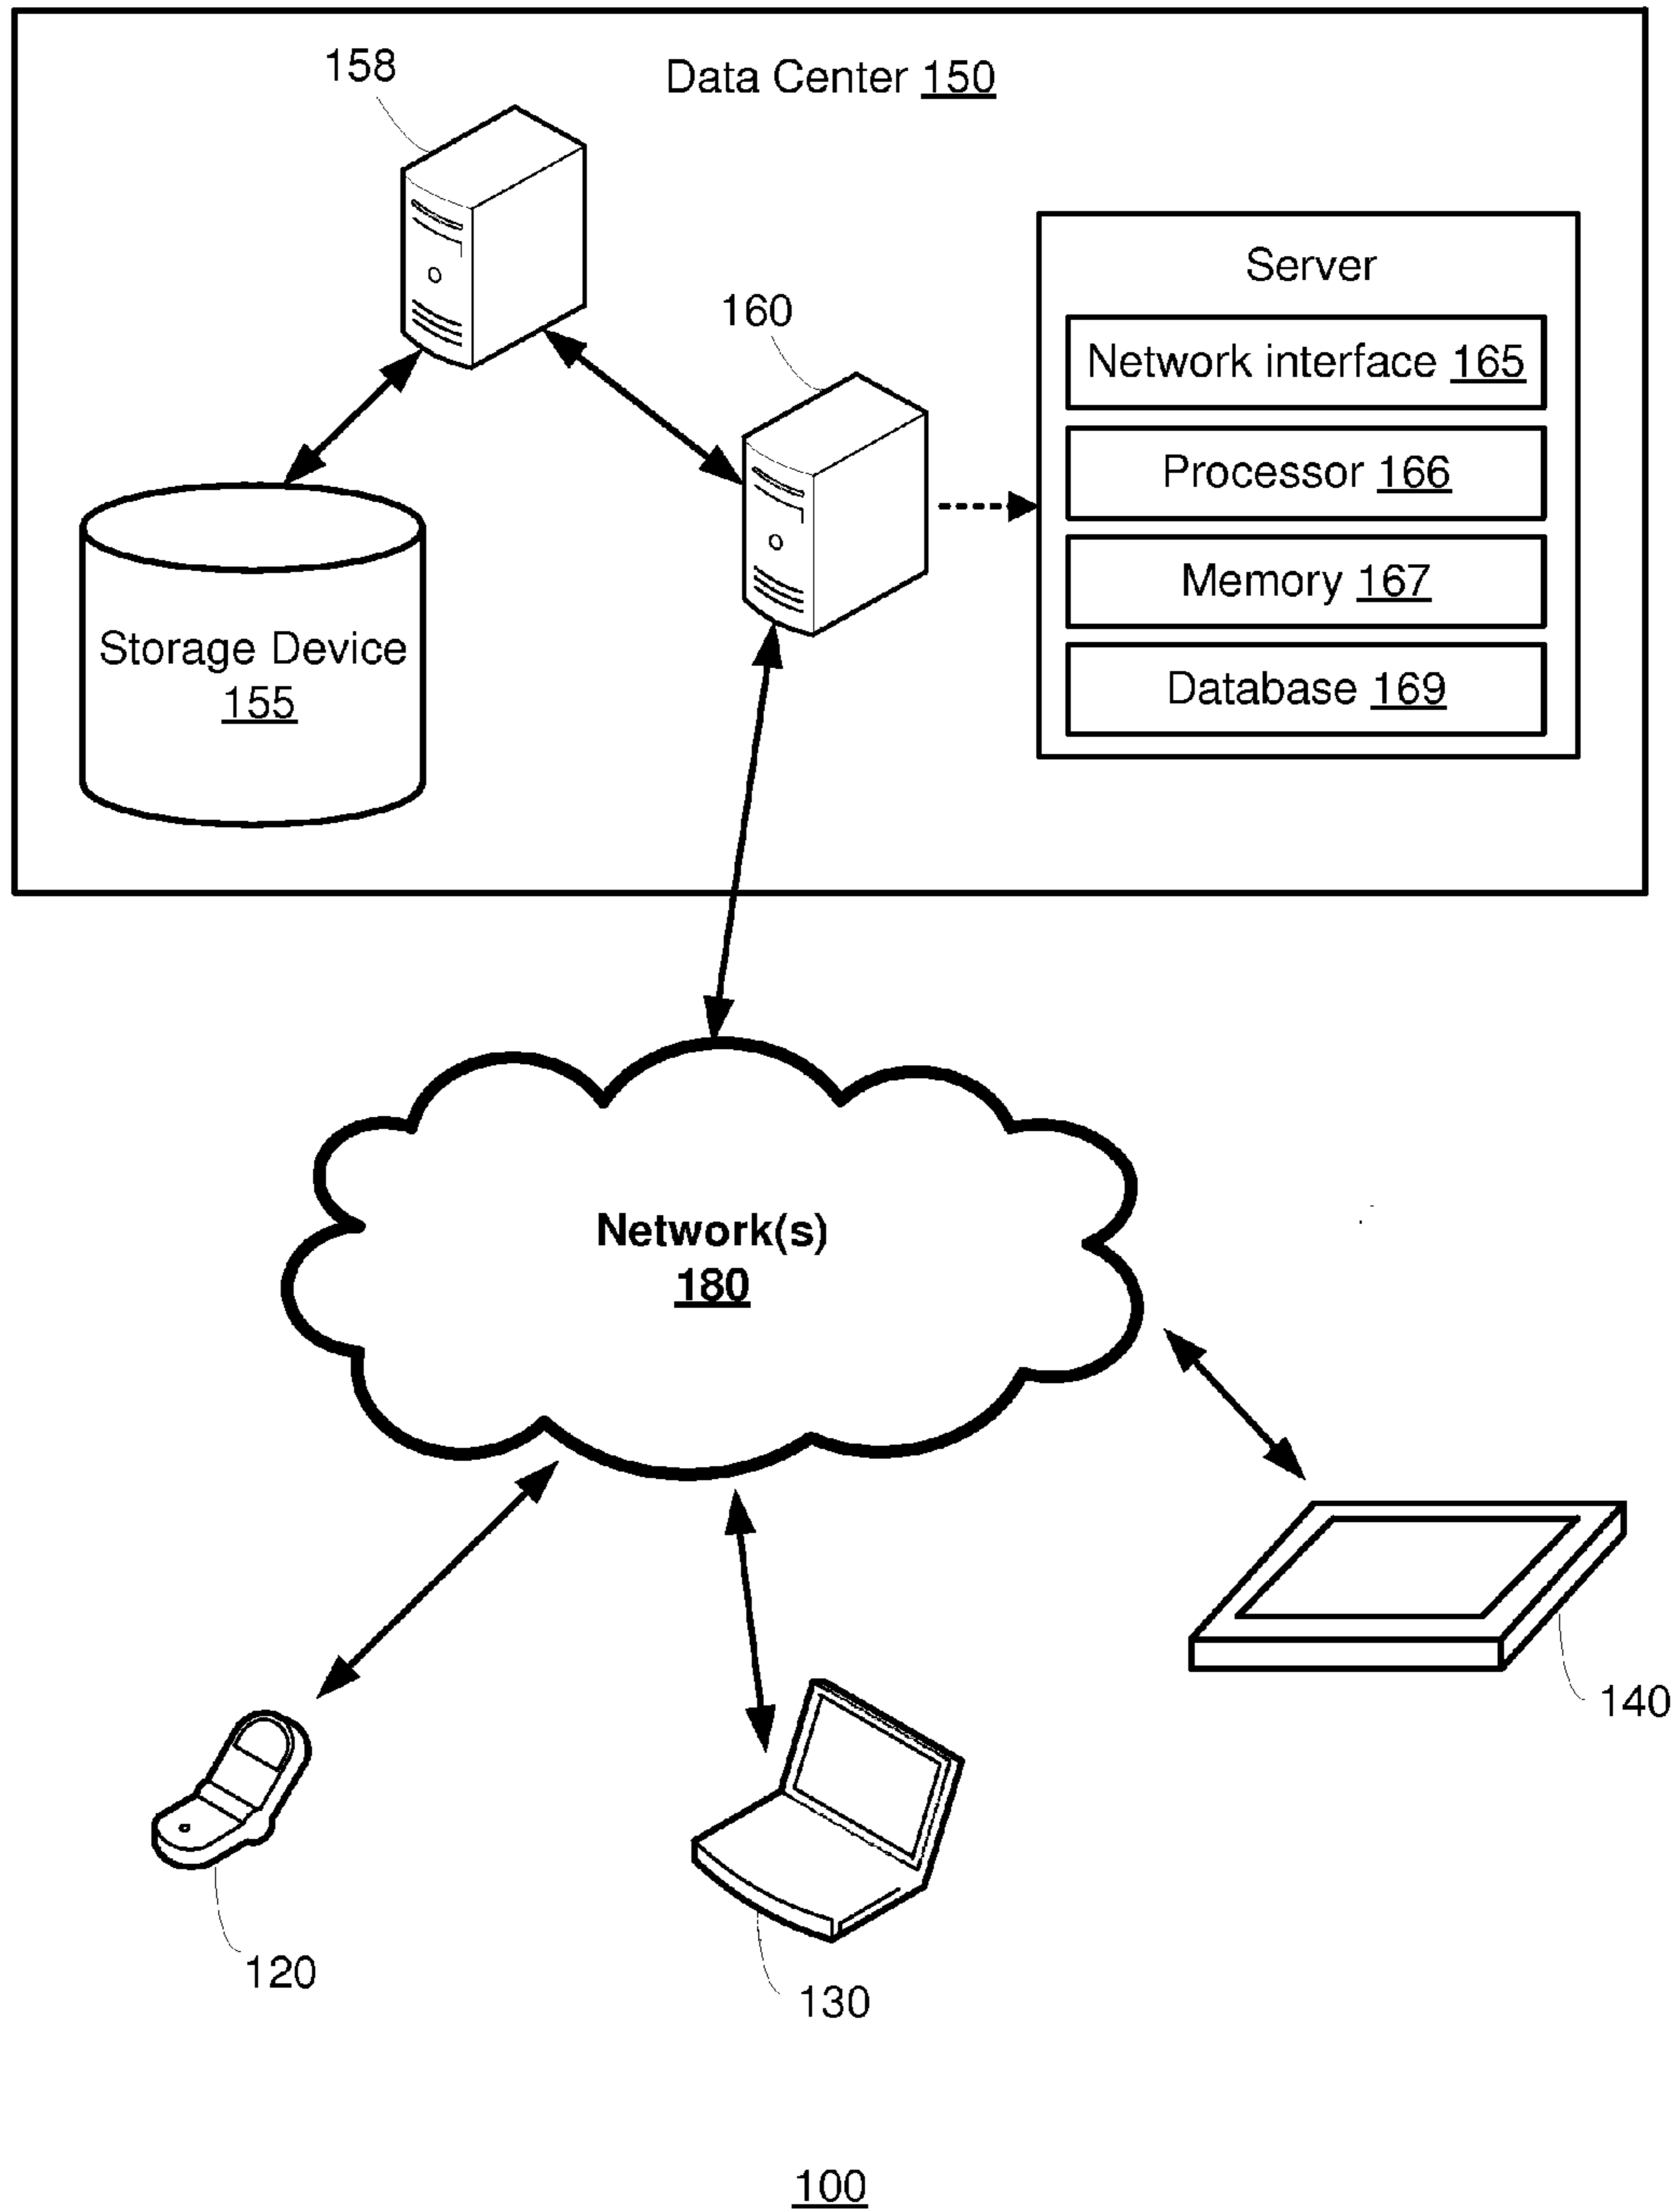 Data Center 150
158
160
Server
Network interface 165
Processor 166
Memory 167
Database 169
Storage Device
155
Network(s)
180
140
120
130
100